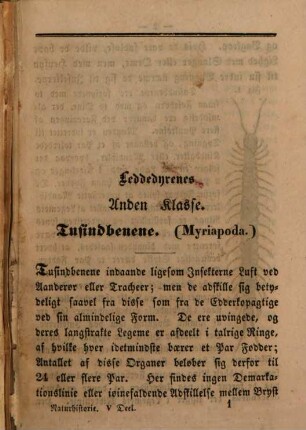 — 3 —
Leddedyrenes
Anden Klasse.
Tusindbenene. (Myriapoda.)
Tusindbenene indaande ligesom Insekterne Luft ved
Aanderør eller Tracheer; men de adskille sig bety-
deligt saavel fra disse som fra de Edderkopagtige
ved sin almindelige Form. De ere uvingede, og
deres langstrakte Legeme er afdeelt i talrige Ringe,
af hvilke hver idetmindste bærer et Par Fødder;
Antallet af disse Organer beløber sig derfor til
24 eller flere Par. Her findes ingen Demarka-
tionslinie eller iøinefaldende Adskillelse mellem Bryst
Naturhistorie. V Deel. 1